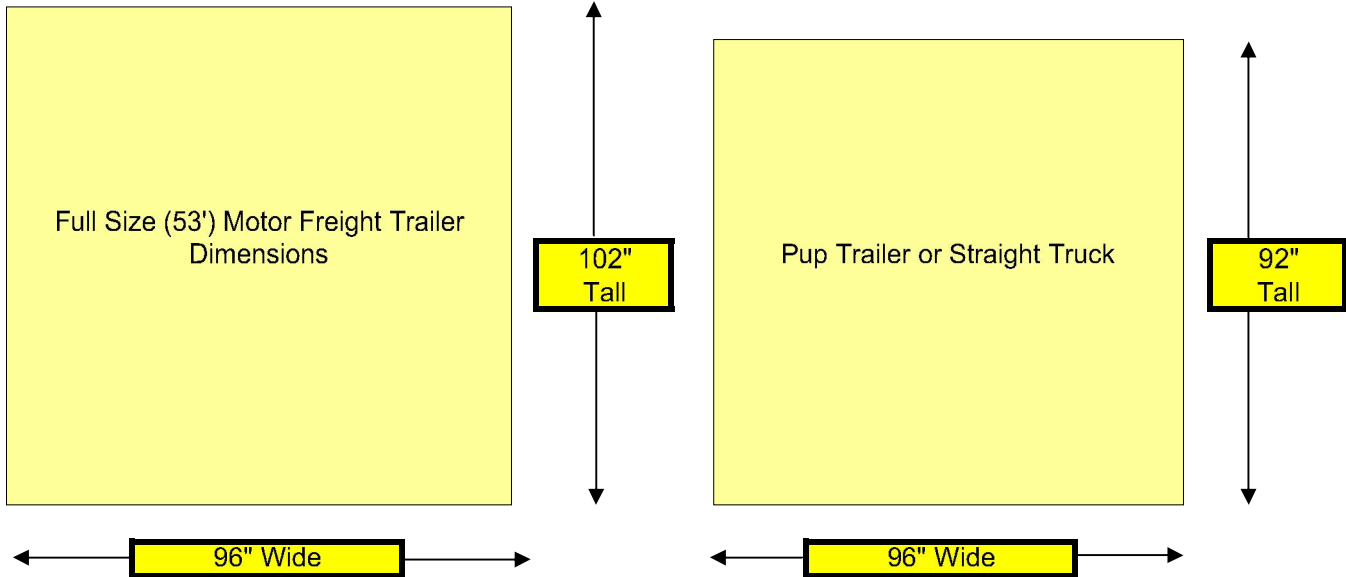 Full Size (53') Motor Freight Trailer
Dimensions
102"
Tall
96" Wide
Pup Trailer or Straight Truck
92"
Tall
96" Wide